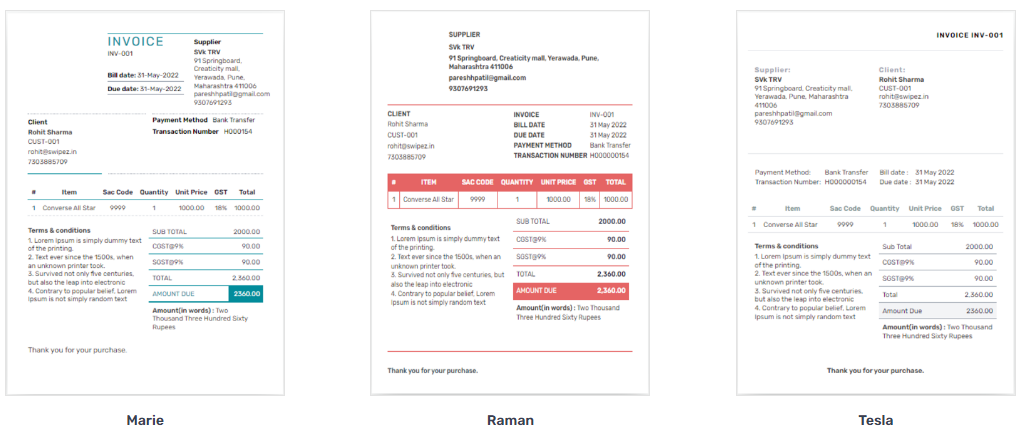 INVOICE
INV-001
Bill date: 31-May-2022
Due date: 31-May-2022
Supplier
SVk TRV
91 Springboard,
Creaticity mall,
Yerawada, Pune,
Maharashtra 411006
pareshhpatil@gmail.com
9307691293
Client
Rohit Sharma
CUST-001
rohit@swipez.in
7303885709
Payment Method Bank Transfer
Transaction Number H000154
# Item Sac Code Quantity Unit Price GST Total
1 Converse All Star 9999 1 1000.00 18% 1000.00
Terms & conditions
1. Lorem Ipsum is simply dummy text
of the printing.
2. Text ever since the 1500s, when
an unknown printer took.
3. Survived not only five centuries,
but also the leap into electronic
4. Contrary to popular belief, Lorem
Ipsum is not simply random text
SUB TOTAL 2000.00
CGST@9% 90.00
SGST@9% 90.00
TOTAL 2,360.00
AMOUNT DUE 2360.00
Amount(in words) : Two
Thousand Three Hundred Sixty
Rupees
Thank you for your purchase.
Marie
SUPPLIER
SVk TRV
91 Springboard, Creaticity mall, Yerawada, Pune,
Maharashtra 411006
pareshhpatil@gmail.com
9307691293
CLIENT
Rohit Sharma
CUST-001
rohit@swipez.in
7303885709
INVOICE INV-001
BILL DATE 31 May 2022
DUE DATE 31 May 2022
PAYMENT METHOD Bank Transfer
TRANSACTION NUMBER H000000154
# ITEM SAC CODE QUANTITY UNIT PRICE GST TOTAL
1 Converse All Star 9999 1 1000.00 18% 1000.00
Terms & conditions
1. Lorem Ipsum is simply dummy text
of the printing.
2. Text ever since the 1500s, when an
unknown printer took.
3. Survived not only five centuries, but
also the leap into electronic
4. Contrary to popular belief, Lorem
Ipsum is not simply random text
SUB TOTAL 2000.00
CGST@9% 90.00
SGST@9% 90.00
TOTAL 2,360.00
AMOUNT DUE 2,360.00
Amount(in words) : Two Thousand
Three Hundred Sixty Rupees
Thank you for your purchase.
Raman
INVOICE INV-001
Supplier:
SVk TRV
91 Springboard, Creaticity mall,
Yerawada, Pune, Maharashtra
411006
pareshhpatil@gmail.com
9307691293
Client:
Rohit Sharma
CUST-001
rohit@swipez.in
7303885709
Payment Method: Bank Transfer Bill date : 31 May 2022
Transaction Number: H000000154 Due date : 31 May 2022
# Item Sac Code Quantity Unit Price GST Total
1 Converse All Star 9999 1 1000.00 18% 1000.00
Terms & conditions
1. Lorem Ipsum is simply dummy text
of the printing.
2. Text ever since the 1500s, when an
unknown printer took.
3. Survived not only five centuries,
but also the leap into electronic
4. Contrary to popular belief, Lorem
Ipsum is not simply random text
Sub Total 2000.00
CGST@9% 90.00
SGST@9% 90.00
Total 2,360.00
Amount Due 2360.00
Amount(in words) : Two Thousand
Three Hundred Sixty Rupees
Thank you for your purchase.
Tesla